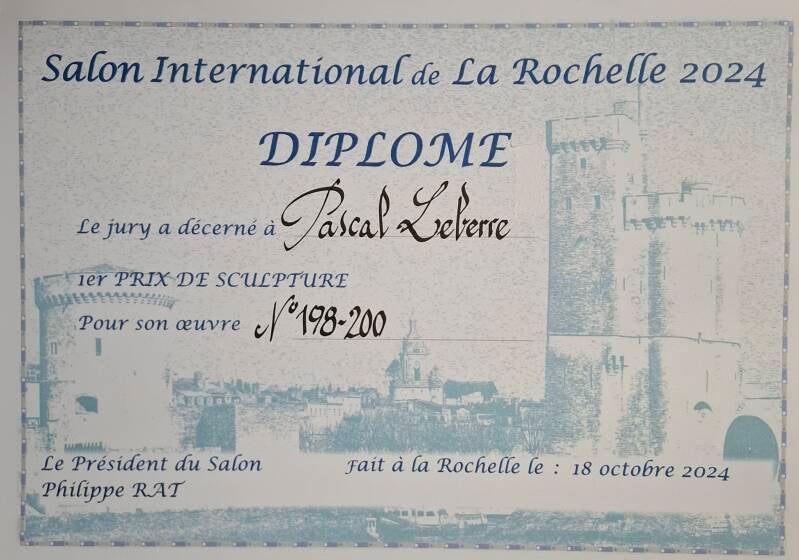 Salon International de La Rochelle 2024
DIPLOME
Le jury a décerné à Pascal Leberre
1er PRIX DE SCULPTURE
Pour son œuvre N° 198-200
Le Président du Salon
Philippe RAT
Fait à la Rochelle le : 18 octobre 2024